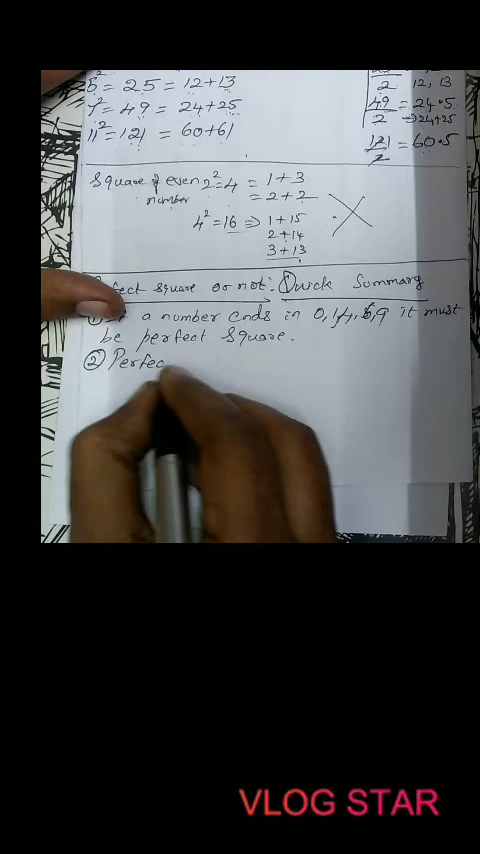 5² = 25 = 12+13
7² = 49 = 24+25
11² = 121 = 60+61
2 12, 13
49/2 = 24.5
⇒ 24+25
121/2 = 60.5
Square of even 2² = 4 = 1+3
number = 2+2
4² = 16 ⇒ 1+15
2+14
3+13
fect square or not: Quick Summary
① a number ends in 0,1,4,6,9 it must
be perfect square.
② Perfec
VLOG STAR